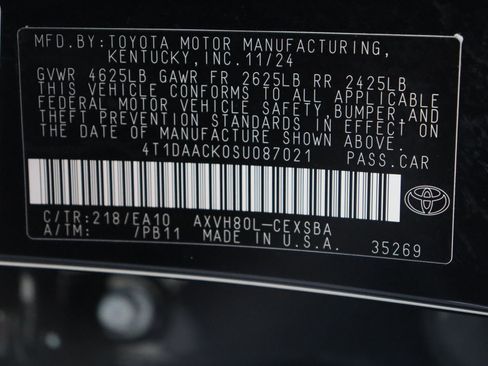 MFD.BY:TOYOTA MOTOR MANUFACTURING,
KENTUCKY,INC.11/24
GVWR 4625LB GAWR FR 2625LB RR 2425LB
THIS VEHICLE CONFORMS TO ALL APPLICABLE
FEDERAL MOTOR VEHICLE SAFETY,BUMPER,AND
THEFT PREVENTION STANDARDS IN EFFECT ON
THE DATE OF MANUFACTURE SHOWN ABOVE.
4T1DAACK0SU087021 PASS.CAR
C/TR:218/EA10 AXVH80L-CEXSBA
A/TM: /PB11 MADE IN U.S.A. 35269